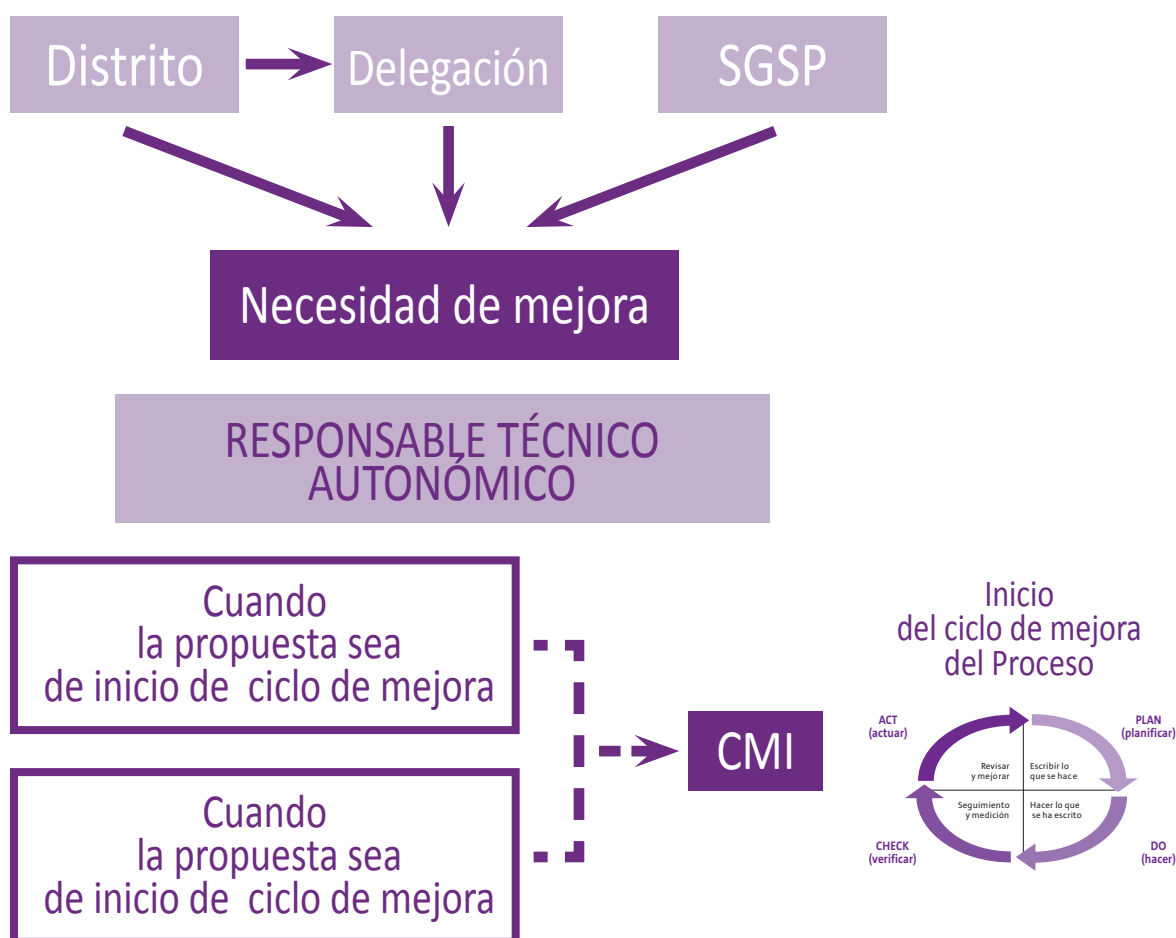 Distrito
Delegación
SGSP
Necesidad de mejora
RESPONSABLE TÉCNICO
AUTONÓMICO
Cuando
la propuesta sea
de inicio de ciclo de mejora
Cuando
la propuesta sea
de inicio de ciclo de mejora
CMI
Inicio
del ciclo de mejora
del Proceso
ACT
(actuar)
PLAN
(planificar)
Revisar
y mejorar
Escribir lo
que se hace
Seguimiento
y medición
Hacer lo que
se ha escrito
CHECK
(verificar)
DO
(hacer)